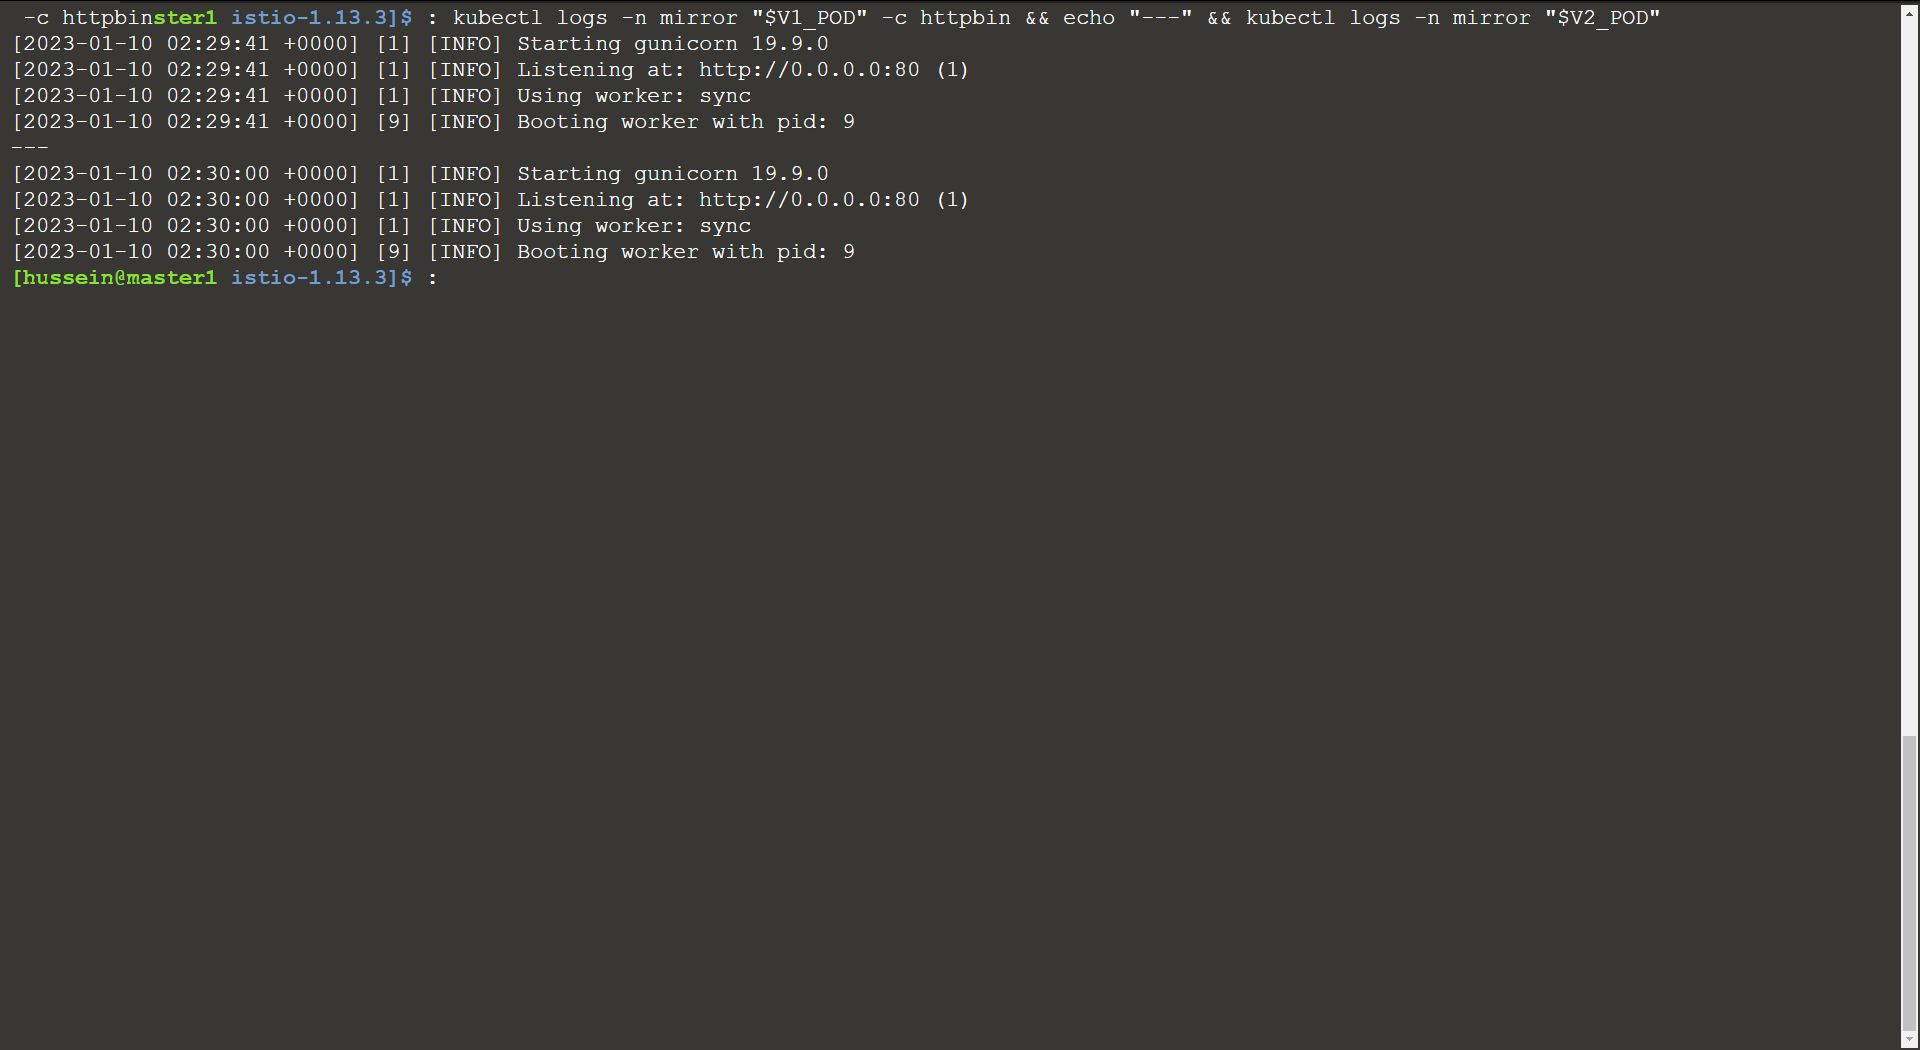 -c httpbinster1 istio-1.13.3]$ : kubectl logs -n mirror "$V1_POD" -c httpbin && echo "---" && kubectl logs -n mirror "$V2_POD"
[2023-01-10 02:29:41 +0000] [1] [INFO] Starting gunicorn 19.9.0
[2023-01-10 02:29:41 +0000] [1] [INFO] Listening at: http://0.0.0.0:80 (1)
[2023-01-10 02:29:41 +0000] [1] [INFO] Using worker: sync
[2023-01-10 02:29:41 +0000] [9] [INFO] Booting worker with pid: 9
---
[2023-01-10 02:30:00 +0000] [1] [INFO] Starting gunicorn 19.9.0
[2023-01-10 02:30:00 +0000] [1] [INFO] Listening at: http://0.0.0.0:80 (1)
[2023-01-10 02:30:00 +0000] [1] [INFO] Using worker: sync
[2023-01-10 02:30:00 +0000] [9] [INFO] Booting worker with pid: 9
[hussein@master1 istio-1.13.3]$ :